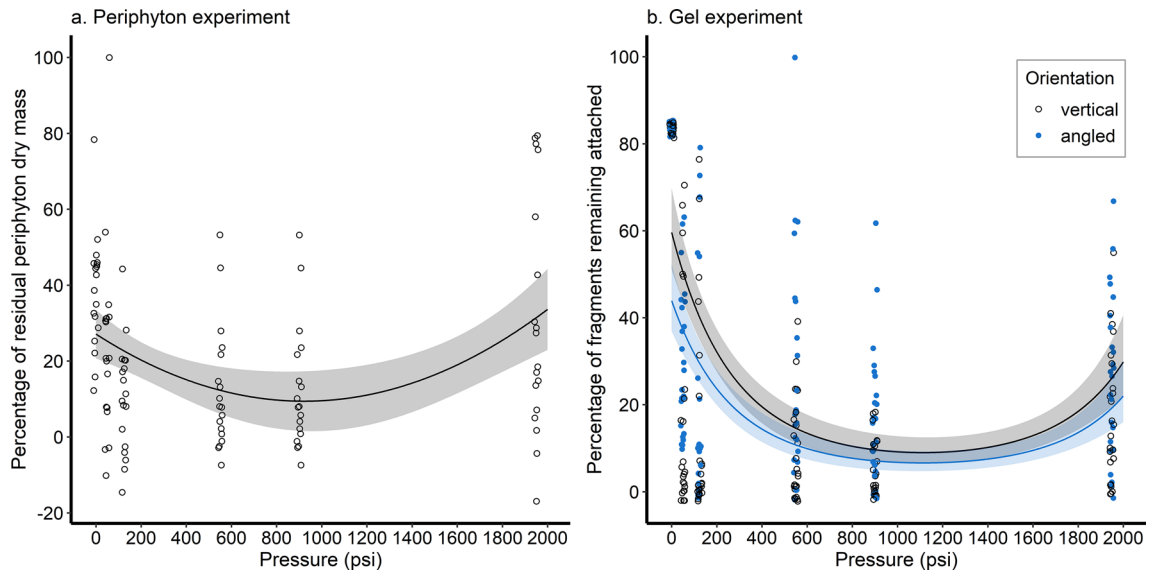 a. Periphyton experiment
Percentage of residual periphyton dry mass
100
80
60
40
20
0
-20
0 200 400 600 800 1000 1200 1400 1600 1800 2000
Pressure (psi)
b. Gel experiment
Percentage of fragments remaining attached
100
80
60
40
20
0
0 200 400 600 800 1000 1200 1400 1600 1800 2000
Pressure (psi)
Orientation
vertical
angled